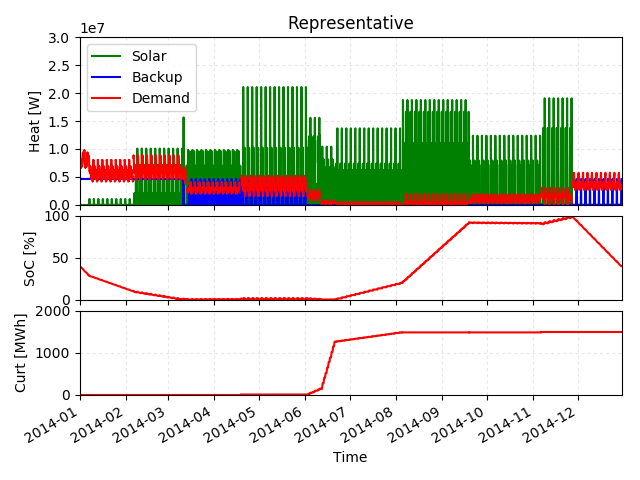 Representative
1e7
3.0
2.5
2.0
1.5
1.0
0.5
0.0
Heat [W]
Solar
Backup
Demand
100
50
0
SoC [%]
2000
1000
0
Curt [MWh]
2014-01
2014-02
2014-03
2014-04
2014-05
2014-06
2014-07
2014-08
2014-09
2014-10
2014-11
2014-12
Time